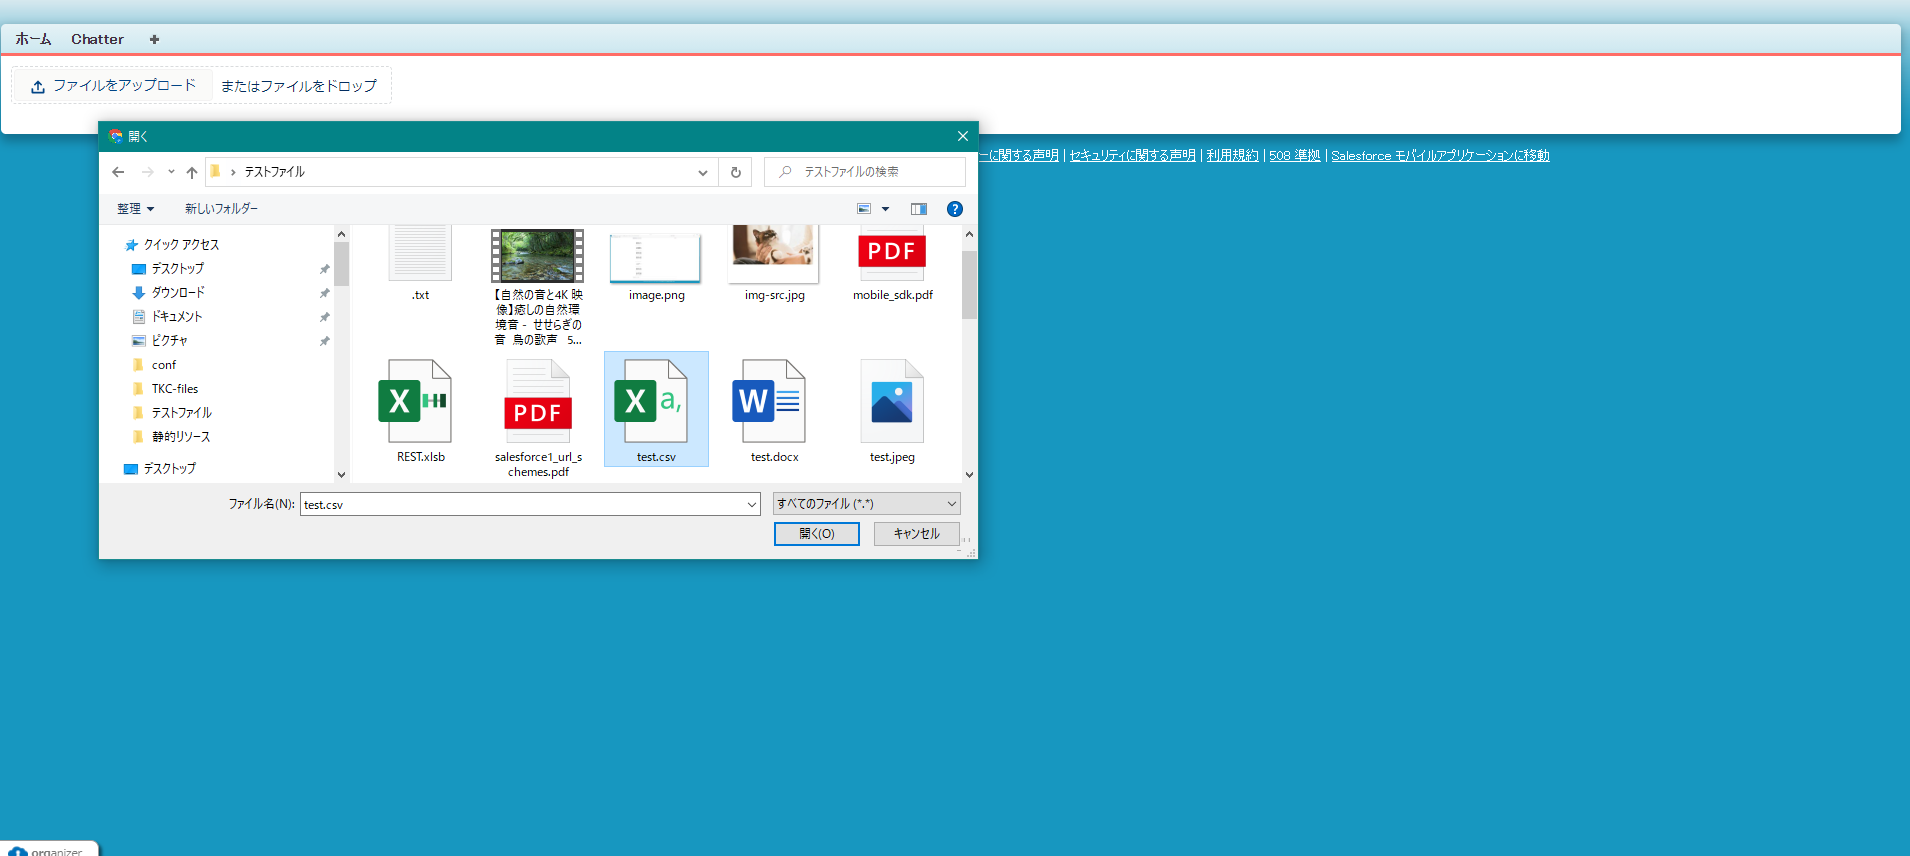 ホーム Chatter
ファイルをアップロード またはファイルをドロップ
開く
ーに関する声明 | セキュリティに関する声明 | 利用規約 | 508 準拠 | Salesforce モバイルアプリケーションに移動
テストファイル
テストファイルの検索
整理 新しいフォルダー
クイック アクセス
デスクトップ
ダウンロード
ドキュメント
ピクチャ
conf
TKC-files
テストファイル
静的リソース
デスクトップ
.txt
【自然の音と4K 映
像】癒しの自然環
境音 - せせらぎの
音 鳥の歌声 5...
image.png
img-src.jpg
PDF
mobile_sdk.pdf
X
REST.xlsb
PDF
salesforce1_url_s
chemes.pdf
X a,
test.csv
W
test.docx
test.jpeg
ファイル名(N): test.csv すべてのファイル (*.*)
開く(O) キャンセル
organizer